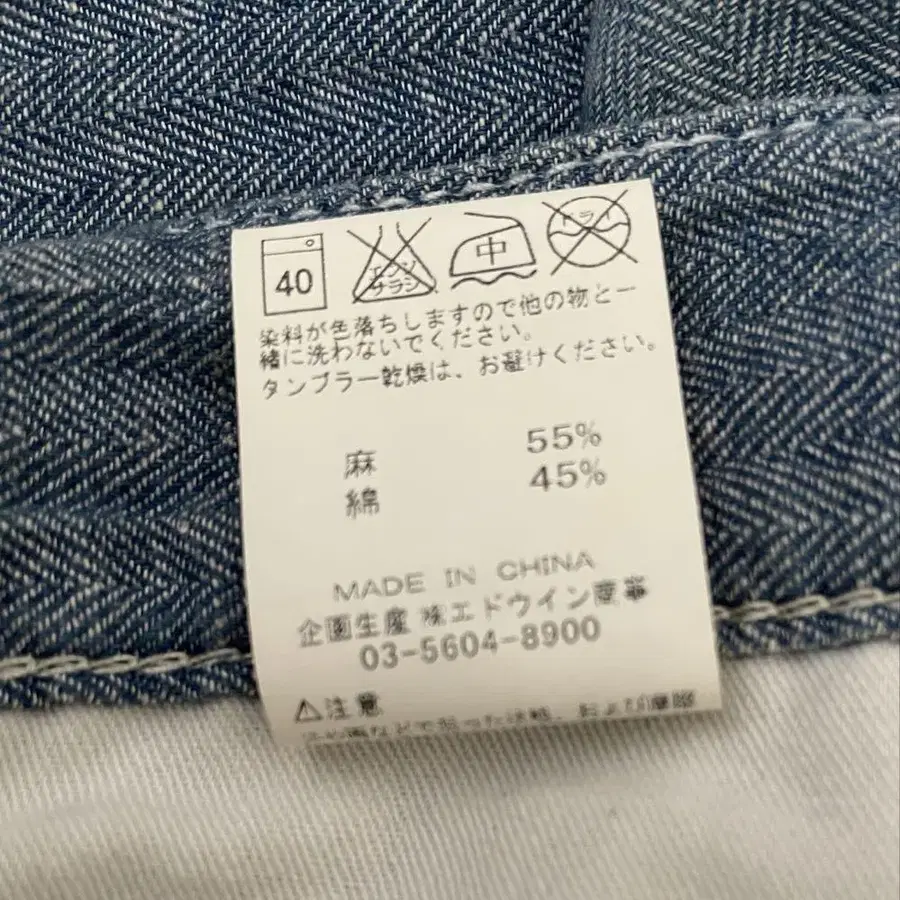 40
エンソ
サラシ
中
ドライ
染料が色落ちしますので他の物と一
緒に洗わないでください。
タンブラー乾燥は、お避けください。
麻 55%
綿 45%
MADE IN CHINA
企画生産 ㈱エドウイン商事
03-5604-8900
⚠注意